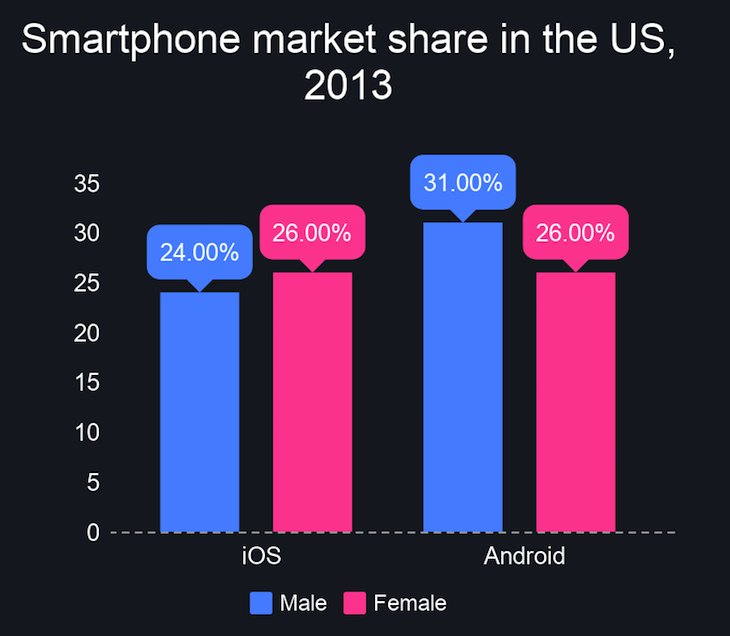 Smartphone market share in the US,
2013
35
30
25
20
15
10
5
0
24.00%
26.00%
31.00%
26.00%
iOS
Android
Male
Female